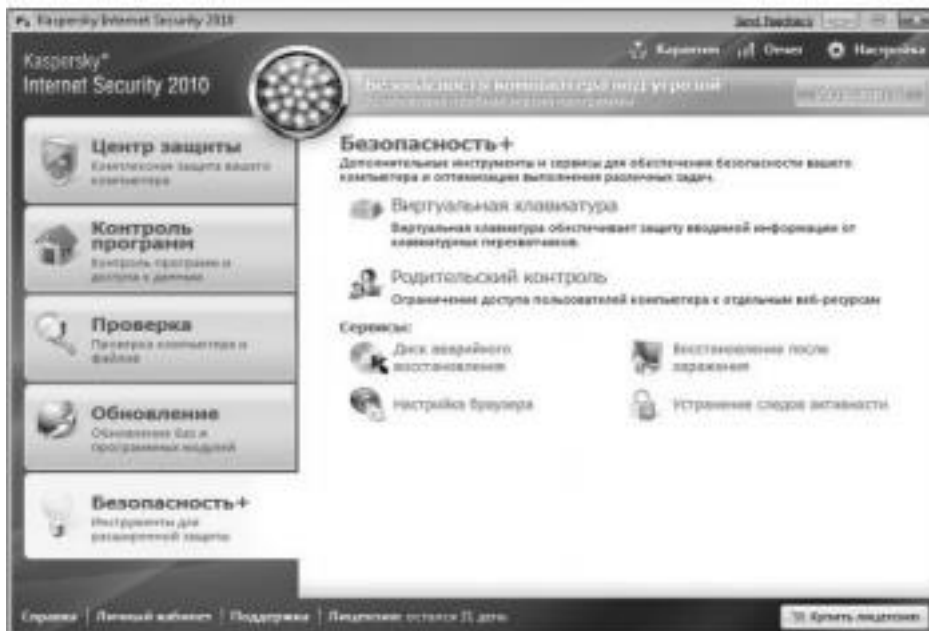 Kaspersky Internet Security 2010
Send Feedback
Kaspersky®
Internet Security 2010
Карантин
Отчет
Настройка
Безопасность компьютера под угрозой
Центр защиты
Комплексная защита вашего
компьютера
Контроль
программ
Контроль программ и
доступа к данным
Проверка
Проверка компьютера и
файлов
Обновление
Обновление баз и
программных модулей
Безопасность+
Инструменты для
расширенной защиты
Безопасность+
Дополнительные инструменты и сервисы для обеспечения безопасности вашего
компьютера и оптимизации выполнения различных задач.
Виртуальная клавиатура
Виртуальная клавиатура обеспечивает защиту вводимой информации от
клавиатурных перехватчиков.
Родительский контроль
Ограничение доступа пользователей компьютера к отдельным веб-ресурсам
Сервисы:
Диск аварийного
восстановления
Восстановление после
заражения
Настройка браузера
Устранение следов активности
Справка
Личный кабинет
Поддержка
Лицензия: остался 31 день
Купить лицензию